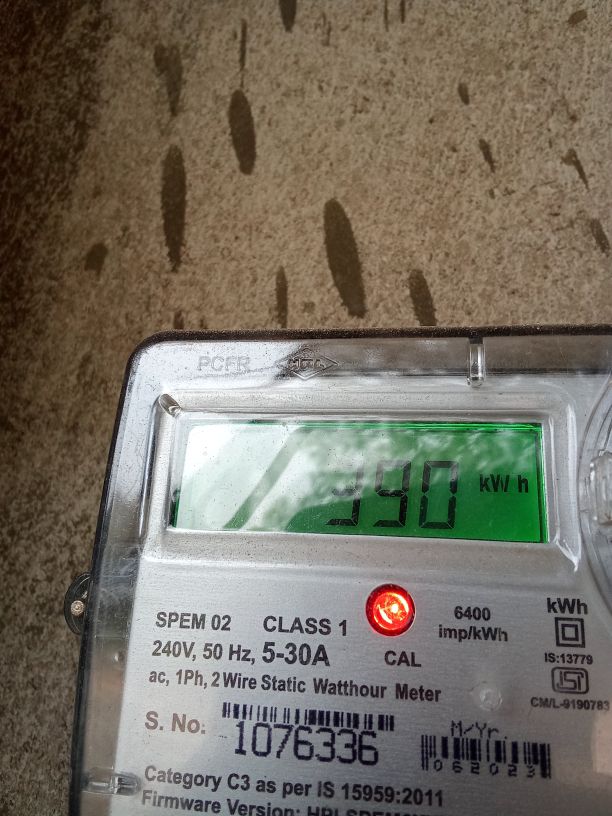 PCFR
390 kWh
SPEM 02 CLASS 1
6400
imp/kWh
kWh
240V, 50 Hz, 5-30A
CAL
IS:13779
ac, 1Ph, 2Wire Static Watthour Meter
ISI
CM/L-9190783
S. No:
1076336
M/Yr.
062023
Category C3 as per IS 15959:2011
Firmware Version: